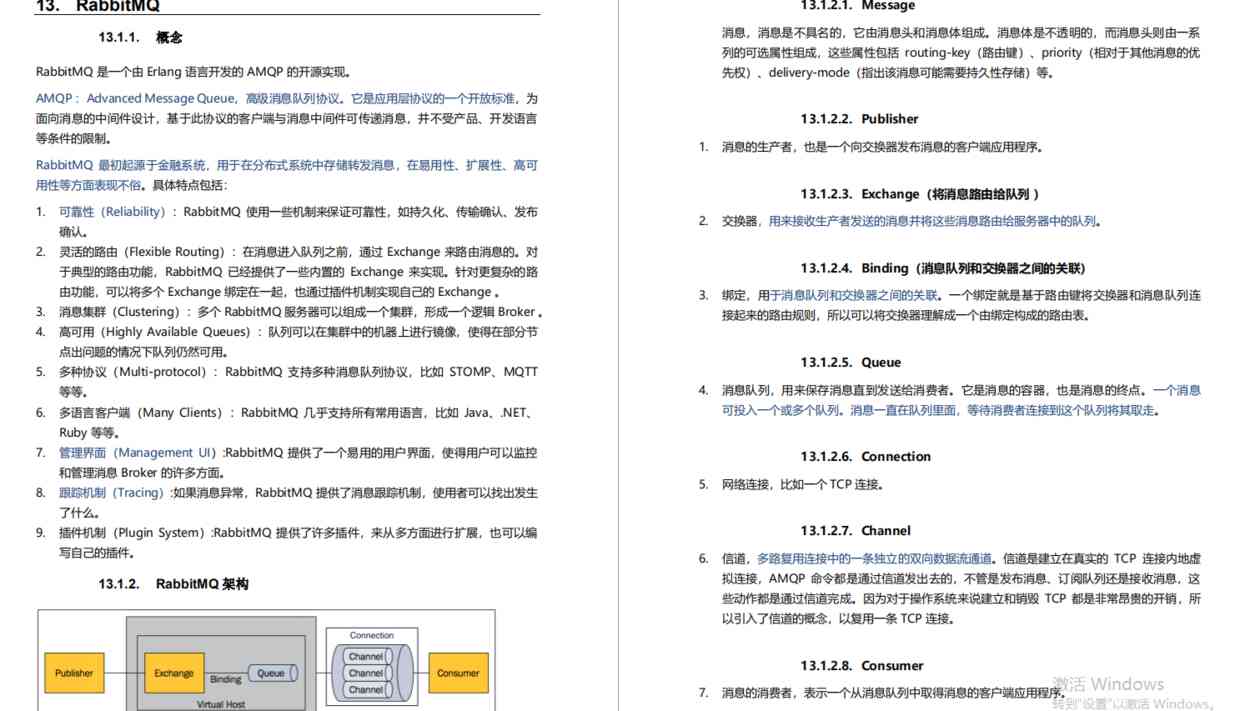 13. RabbitMQ
13.1.1. 概念
RabbitMQ 是一个由 Erlang 语言开发的 AMQP 的开源实现。
AMQP ：Advanced Message Queue，高级消息队列协议。它是应用层协议的一个开放标准，为
面向消息的中间件设计，基于此协议的客户端与消息中间件可传递消息，并不受产品、开发语言
等条件的限制。
RabbitMQ 最初起源于金融系统，用于在分布式系统中存储转发消息，在易用性、扩展性、高可
用性等方面表现不俗。具体特点包括：
1. 可靠性（Reliability）：RabbitMQ 使用一些机制来保证可靠性，如持久化、传输确认、发布
确认。
2. 灵活的路由（Flexible Routing）：在消息进入队列之前，通过 Exchange 来路由消息的。对
于典型的路由功能，RabbitMQ 已经提供了一些内置的 Exchange 来实现。针对更复杂的路
由功能，可以将多个 Exchange 绑定在一起，也通过插件机制实现自己的 Exchange 。
3. 消息集群（Clustering）：多个 RabbitMQ 服务器可以组成一个集群，形成一个逻辑 Broker 。
4. 高可用（Highly Available Queues）：队列可以在集群中的机器上进行镜像，使得在部分节
点出问题的情况下队列仍然可用。
5. 多种协议（Multi-protocol）：RabbitMQ 支持多种消息队列协议，比如 STOMP、MQTT
等等。
6. 多语言客户端（Many Clients）：RabbitMQ 几乎支持所有常用语言，比如 Java、.NET、
Ruby 等等。
7. 管理界面（Management UI）:RabbitMQ 提供了一个易用的用户界面，使得用户可以监控
和管理消息 Broker 的许多方面。
8. 跟踪机制（Tracing）:如果消息异常，RabbitMQ 提供了消息跟踪机制，使用者可以找出发生
了什么。
9. 插件机制（Plugin System）:RabbitMQ 提供了许多插件，来从多方面进行扩展，也可以编
写自己的插件。
13.1.2. RabbitMQ 架构
Publisher
Exchange
Binding
Queue
Virtual Host
Connection
Channel
Channel
Channel
Consumer
13.1.2.1. Message
消息，消息是不具名的，它由消息头和消息体组成。消息体是不透明的，而消息头则由一系
列的可选属性组成，这些属性包括 routing-key（路由键）、priority（相对于其他消息的优
先权）、delivery-mode（指出该消息可能需要持久性存储）等。
13.1.2.2. Publisher
1. 消息的生产者，也是一个向交换器发布消息的客户端应用程序。
13.1.2.3. Exchange（将消息路由给队列 ）
2. 交换器，用来接收生产者发送的消息并将这些消息路由给服务器中的队列。
13.1.2.4. Binding（消息队列和交换器之间的关联）
3. 绑定，用于消息队列和交换器之间的关联。一个绑定就是基于路由键将交换器和消息队列连
接起来的路由规则，所以可以将交换器理解成一个由绑定构成的路由表。
13.1.2.5. Queue
4. 消息队列，用来保存消息直到发送给消费者。它是消息的容器，也是消息的终点。一个消息
可投入一个或多个队列。消息一直在队列里面，等待消费者连接到这个队列将其取走。
13.1.2.6. Connection
5. 网络连接，比如一个 TCP 连接。
13.1.2.7. Channel
6. 信道，多路复用连接中的一条独立的双向数据流通道。信道是建立在真实的 TCP 连接内地虚
拟连接，AMQP 命令都是通过信道发出去的，不管是发布消息、订阅队列还是接收消息，这
些动作都是通过信道完成。因为对于操作系统来说建立和销毁 TCP 都是非常昂贵的开销，所
以引入了信道的概念，以复用一条 TCP 连接。
13.1.2.8. Consumer
7. 消息的消费者，表示一个从消息队列中取得消息的客户端应用程序。
激活 Windows
转到"设置"以激活 Windows。